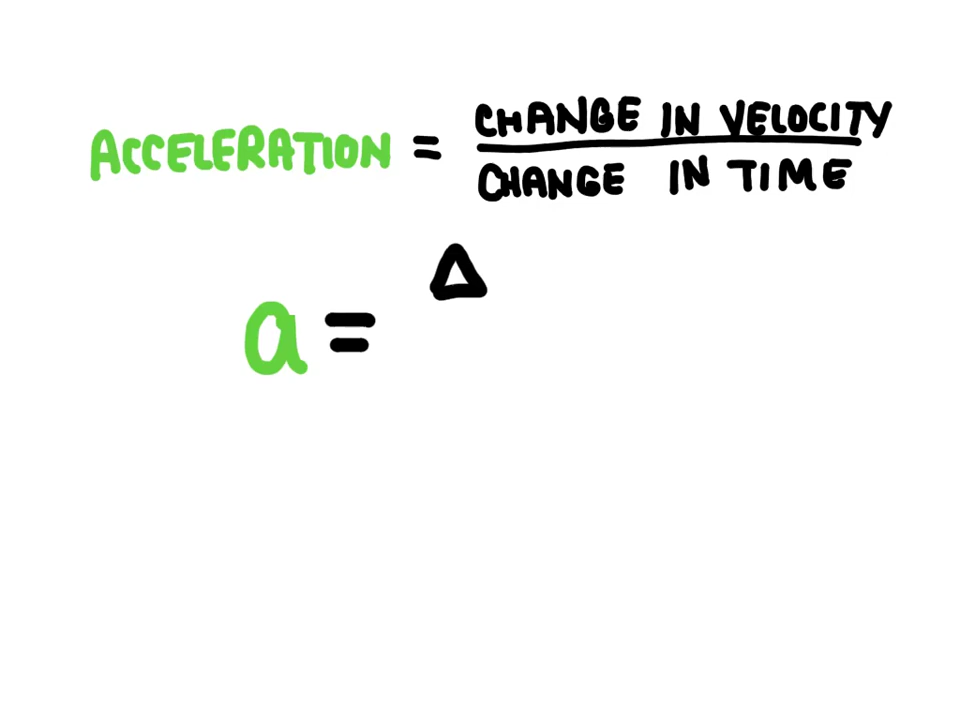 ACCELERATION = CHANGE IN VELOCITY
CHANGE IN TIME
a = Δ